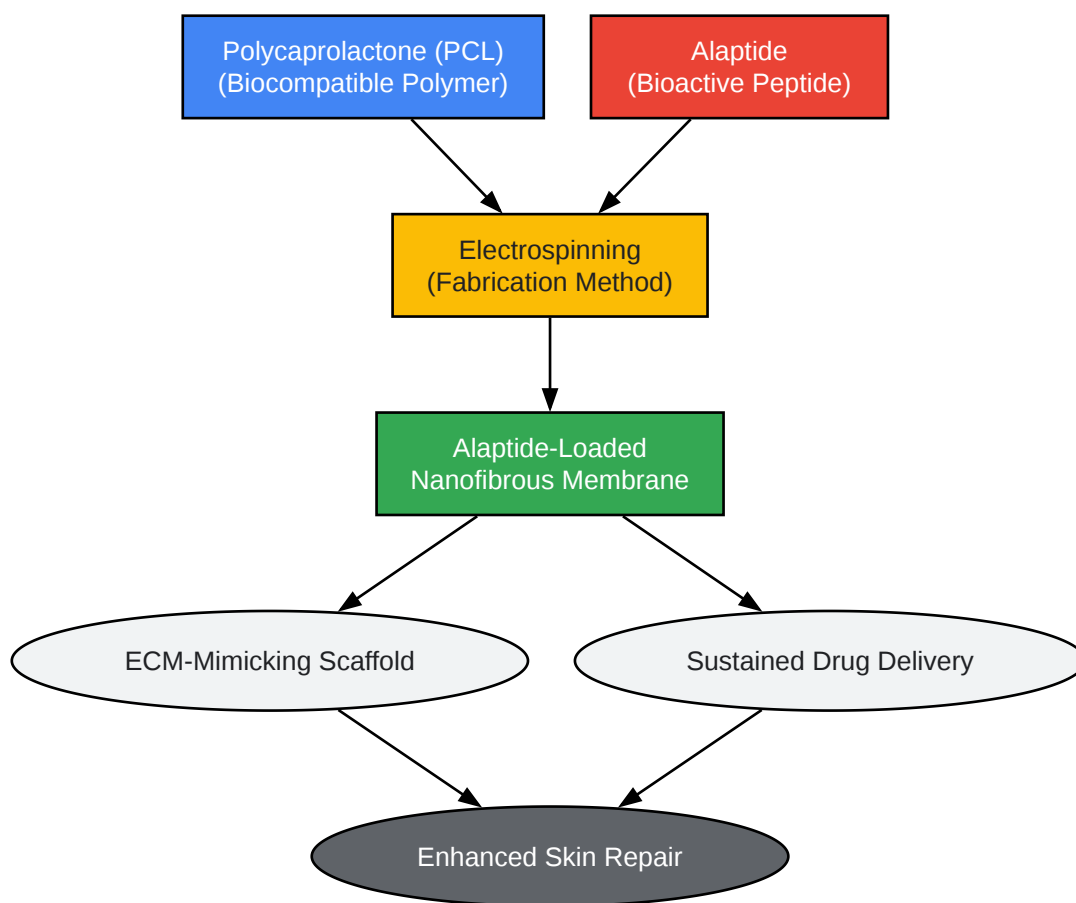 Polycaprolactone (PCL)
(Biocompatible Polymer)
Alaptide
(Bioactive Peptide)
Electrospinning
(Fabrication Method)
Alaptide-Loaded
Nanofibrous Membrane
ECM-Mimicking Scaffold
Sustained Drug Delivery
Enhanced Skin Repair